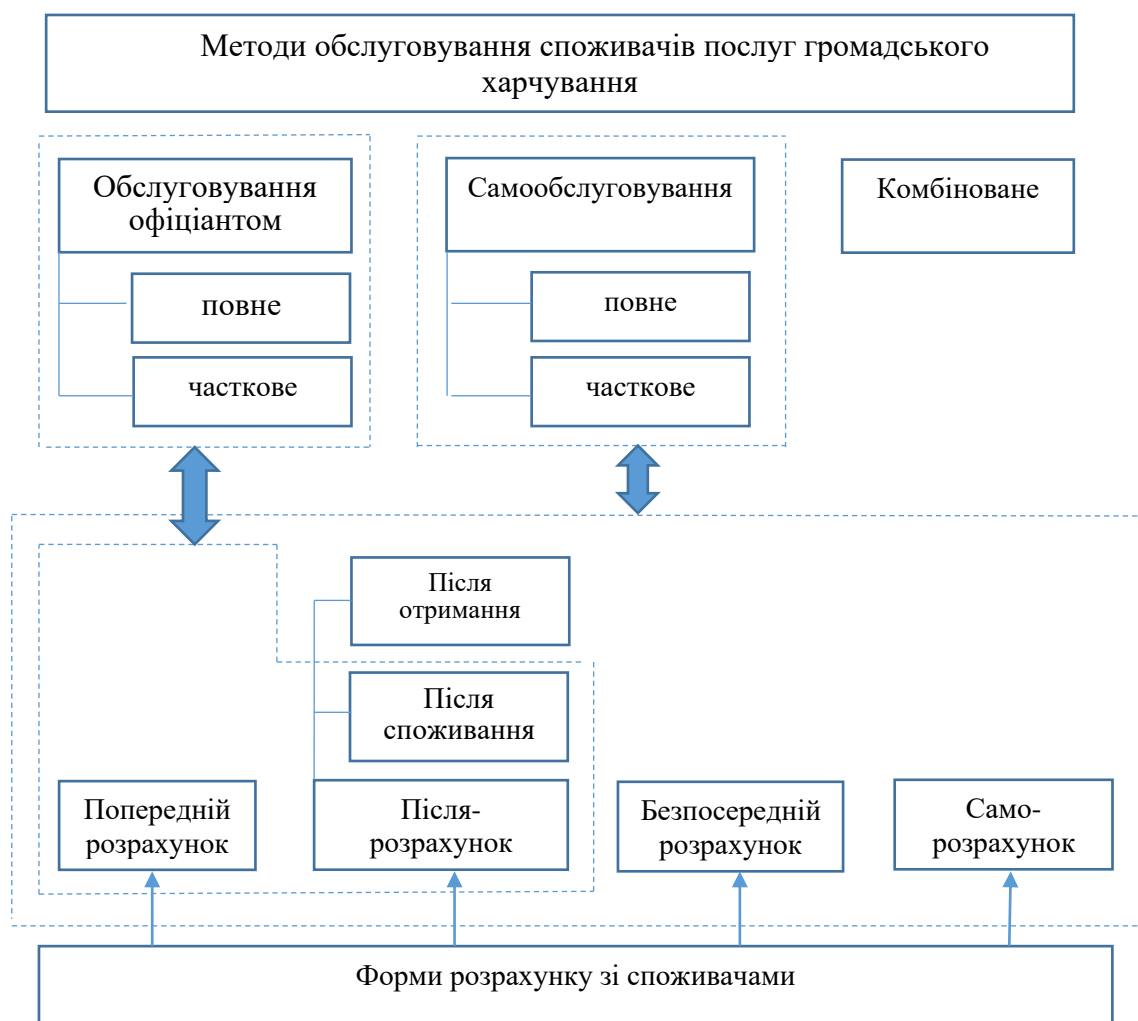 Методи обслуговування споживачів послуг громадського
харчування
Обслуговування
офіціантом
Самообслуговування
Комбіноване
повне
повне
часткове
часткове
Після
отримання
Після
споживання
Попередній
розрахунок
Після-
розрахунок
Безпосередній
розрахунок
Само-
розрахунок
Форми розрахунку зі споживачами